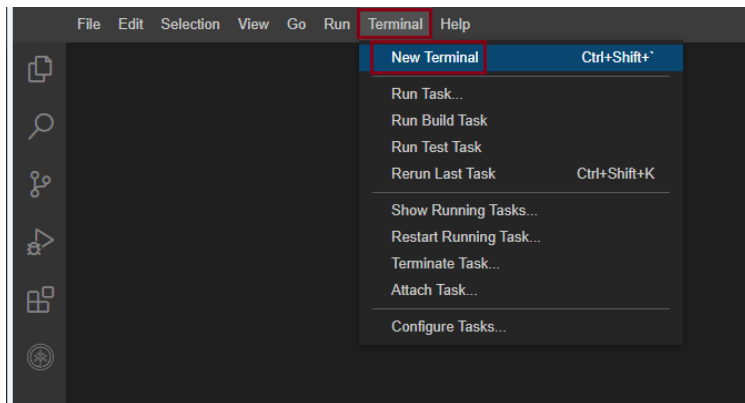 File Edit Selection View Go Run Terminal Help
New Terminal Ctrl+Shift+`
Run Task...
Run Build Task
Run Test Task
Rerun Last Task Ctrl+Shift+K
Show Running Tasks...
Restart Running Task...
Terminate Task...
Attach Task...
Configure Tasks...